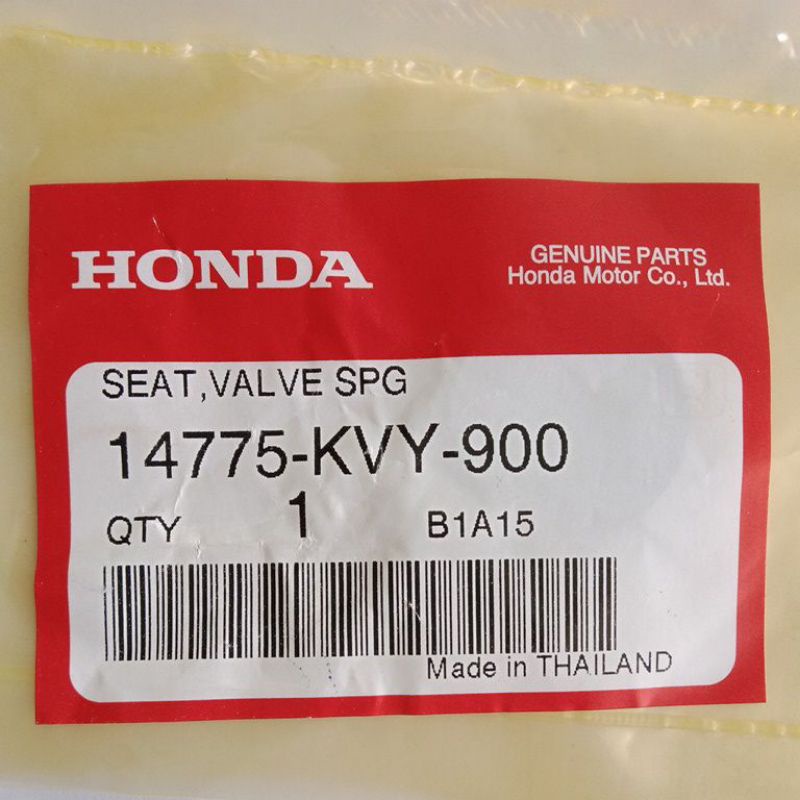 HONDA
GENUINE PARTS
Honda Motor Co., Ltd.
SEAT,VALVE SPG
14775-KVY-900
QTY 1 B1A15
Made in THAILAND